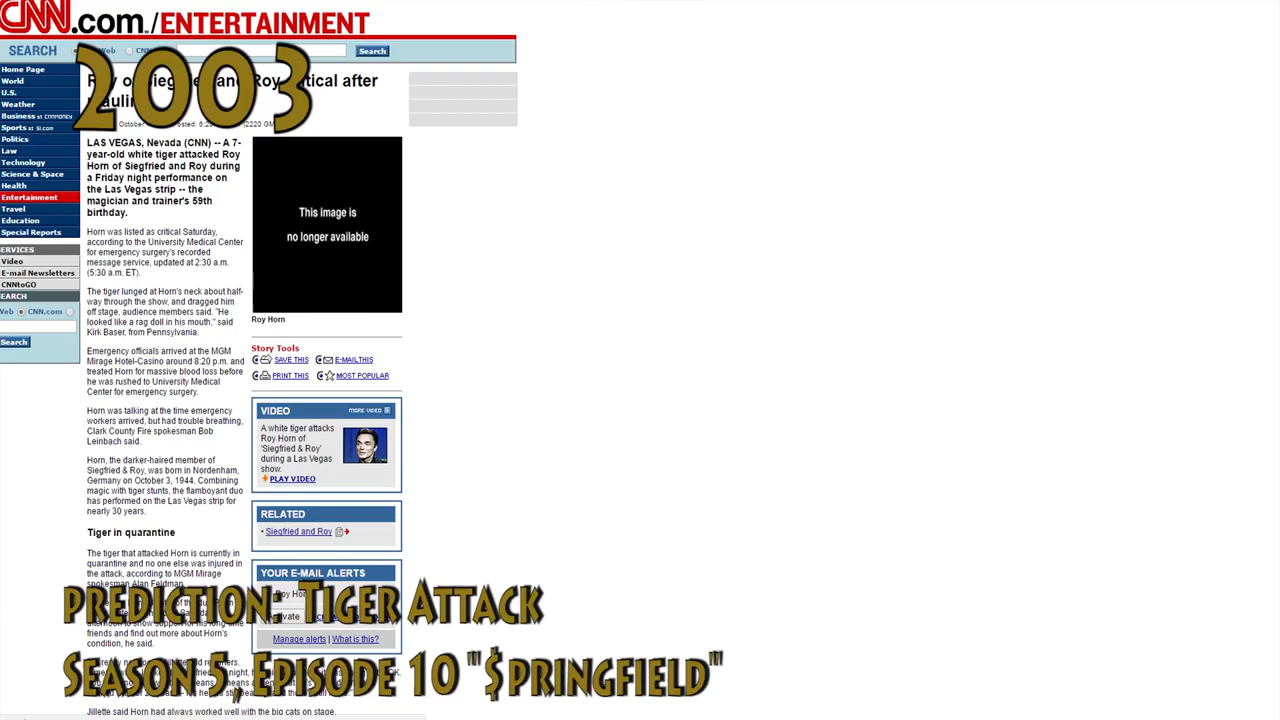 CNN.com/ENTERTAINMENT
SEARCH Web CNN Search
2003
Home Page
World
U.S.
Weather
Business at CNNMONEY
Sports at SI.com
Politics
Law
Technology
Science & Space
Health
Entertainment
Travel
Education
Special Reports
SERVICES
Video
E-mail Newsletters
CNNtoGO
SEARCH
Web CNN.com
Search
Roy of Siegfried and Roy critical after
mauling
October
(2220 GM
LAS VEGAS, Nevada (CNN) -- A 7-
year-old white tiger attacked Roy
Horn of Siegfried and Roy during
a Friday night performance on
the Las Vegas strip -- the
magician and trainer's 59th
birthday.
Horn was listed as critical Saturday,
according to the University Medical Center
for emergency surgery's recorded
message service, updated at 2:30 a.m.
(5:30 a.m. ET).
The tiger lunged at Horn's neck about half-
way through the show, and dragged him
off stage, audience members said. "He
looked like a rag doll in his mouth," said
Kirk Baser, from Pennsylvania.
Emergency officials arrived at the MGM
Mirage Hotel-Casino around 8:20 p.m. and
treated Horn for massive blood loss before
he was rushed to University Medical
Center for emergency surgery.
Horn was talking at the time emergency
workers arrived, but had trouble breathing,
Clark County Fire spokesman Bob
Leinbach said.
Horn, the darker-haired member of
Siegfried & Roy, was born in Nordenham,
Germany on October 3, 1944. Combining
magic with tiger stunts, the flamboyant duo
has performed on the Las Vegas strip for
nearly 30 years.
Tiger in quarantine
The tiger that attacked Horn is currently in
quarantine and no one else was injured in
the attack, according to MGM Mirage
spokesman Alan Feldman.
friends and find out more about Horn's
condition, he said.
Jillette said Horn had always worked well with the big cats on stage.
This image is
no longer available
Roy Horn
Story Tools
SAVE THIS E-MAIL THIS
PRINT THIS MOST POPULAR
VIDEO MORE VIDEO
A white tiger attacks
Roy Horn of
'Siegfried & Roy'
during a Las Vegas
show.
PLAY VIDEO
RELATED
• Siegfried and Roy
YOUR E-MAIL ALERTS
Roy Horn
Manage alerts | What is this?
Prediction: Tiger Attack
Season 5, Episode 10 "$pringfield"